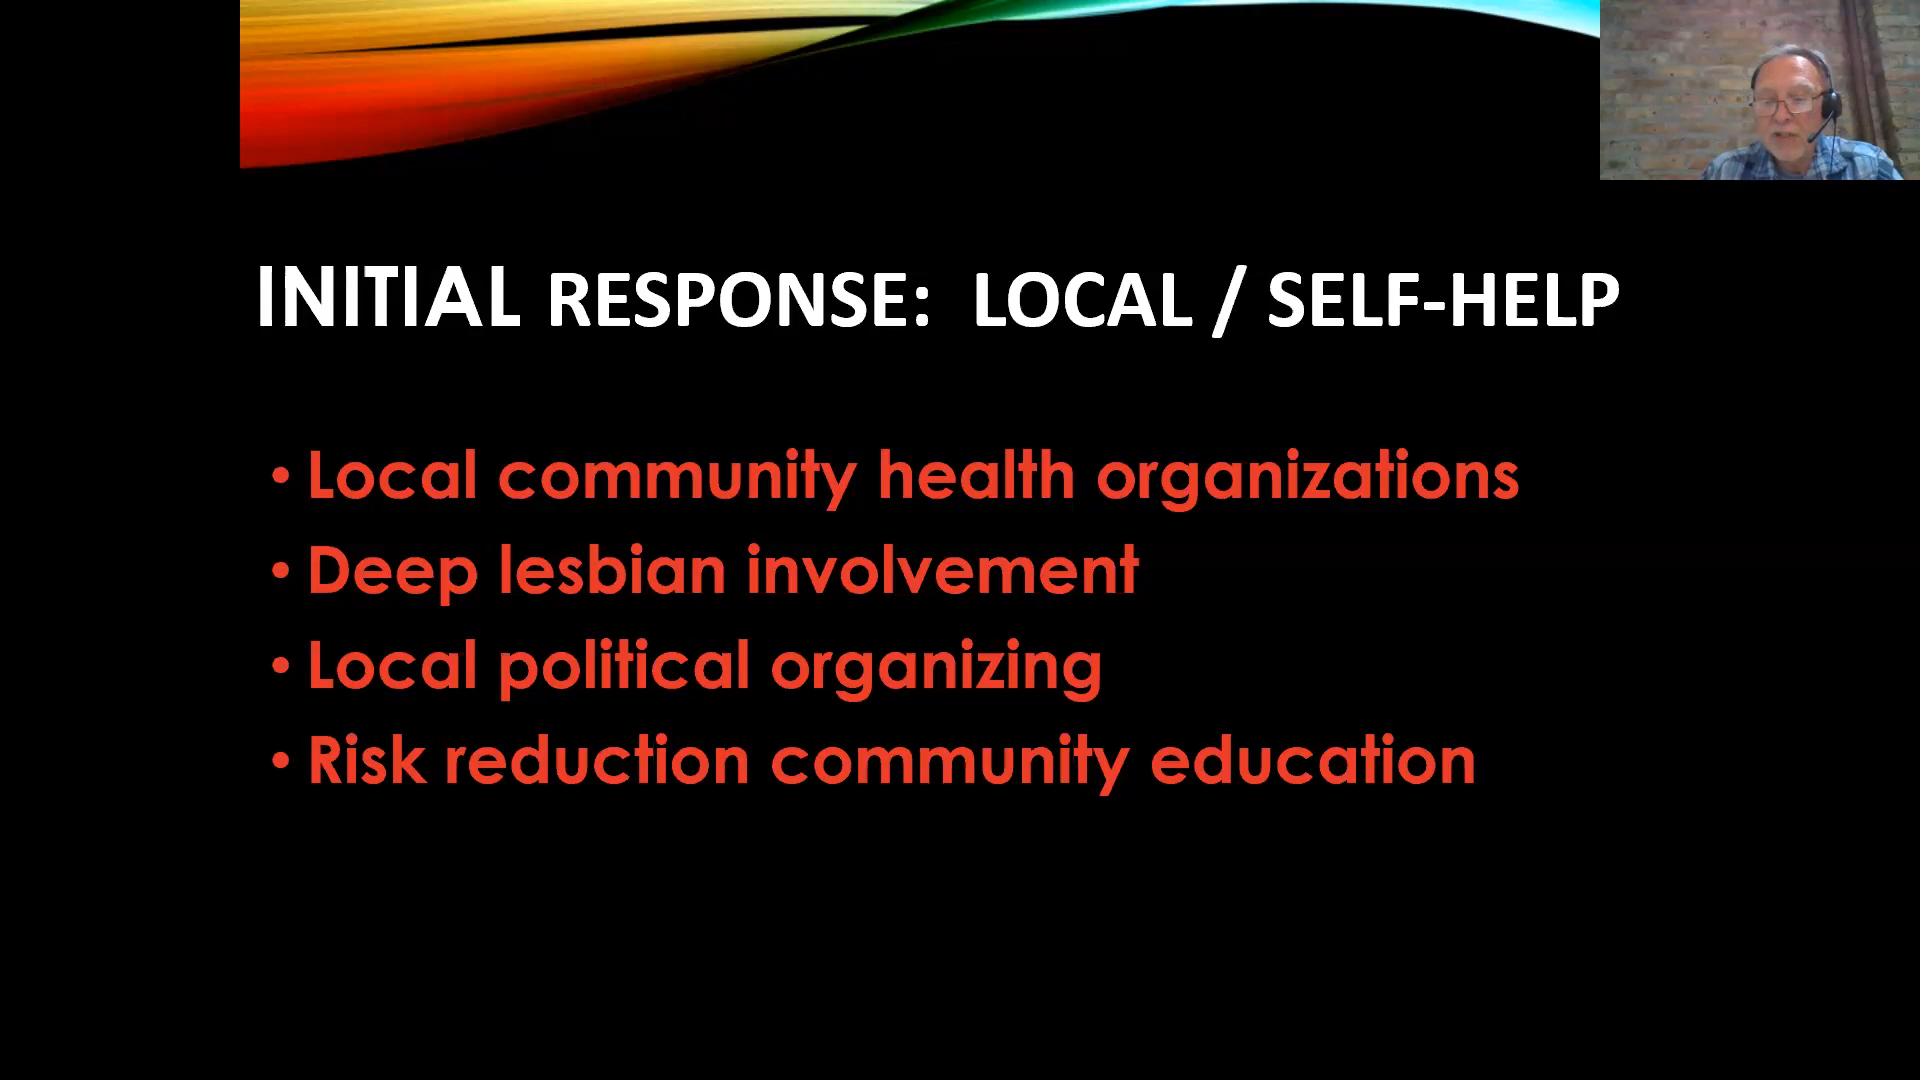 INITIAL RESPONSE: LOCAL / SELF-HELP
• Local community health organizations
• Deep lesbian involvement
• Local political organizing
• Risk reduction community education